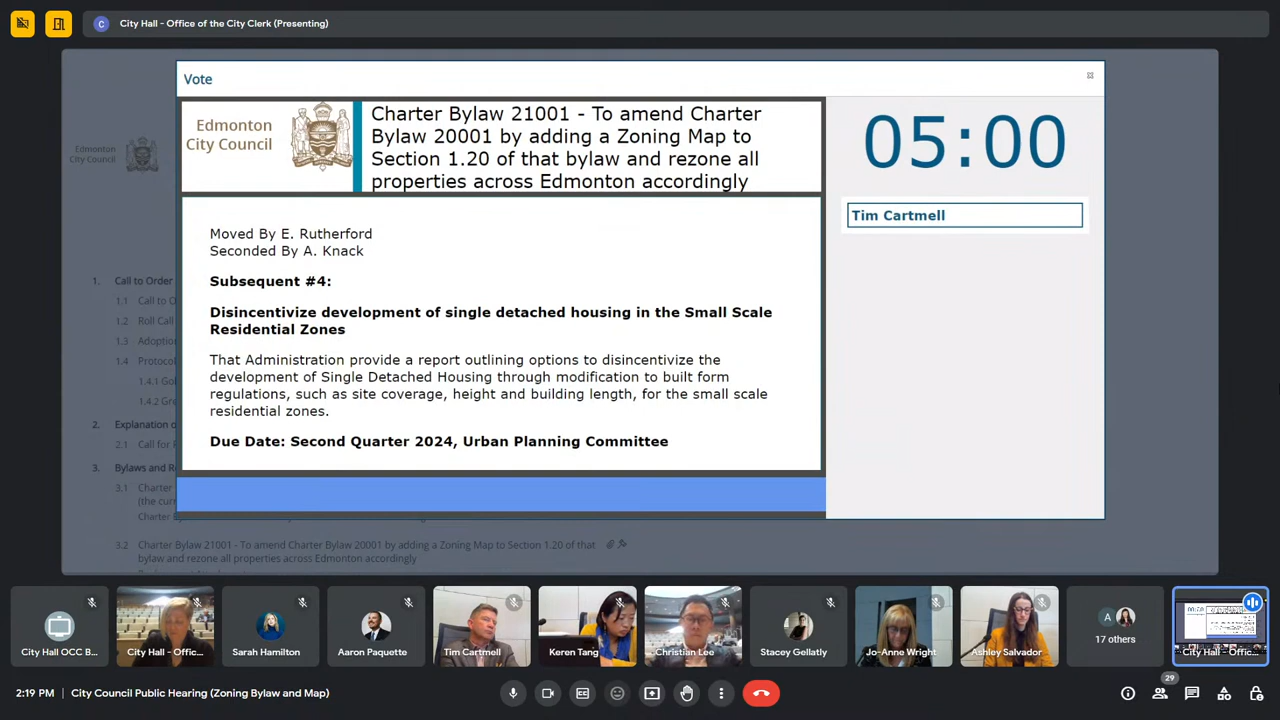 City Hall - Office of the City Clerk (Presenting)
Vote
Edmonton
City Council
Charter Bylaw 21001 - To amend Charter
Bylaw 20001 by adding a Zoning Map to
Section 1.20 of that bylaw and rezone all
properties across Edmonton accordingly
05:00
Tim Cartmell
Moved By E. Rutherford
Seconded By A. Knack
Subsequent #4:
Disincentivize development of single detached housing in the Small Scale
Residential Zones
That Administration provide a report outlining options to disincentivize the
development of Single Detached Housing through modification to built form
regulations, such as site coverage, height and building length, for the small scale
residential zones.
Due Date: Second Quarter 2024, Urban Planning Committee
Edmonton
City Council
1. Call to Order
1.1 Call to O
1.2 Roll Call
1.3 Adoption
1.4 Protocol
1.4.1 Gol
1.4.2 Gre
2. Explanation o
2.1 Call for
3. Bylaws and R
3.1 Charter
(the curr
Charter B
3.2 Charter Bylaw 21001 - To amend Charter Bylaw 20001 by adding a Zoning Map to Section 1.20 of that
bylaw and rezone all properties across Edmonton accordingly
City Hall OCC B...
City Hall - Offic...
Sarah Hamilton
Aaron Paquette
Tim Cartmell
Keren Tang
Christian Lee
Stacey Gellatly
Jo-Anne Wright
Ashley Salvador
A
17 others
City Hall - Offic...
2:19 PM | City Council Public Hearing (Zoning Bylaw and Map)
29